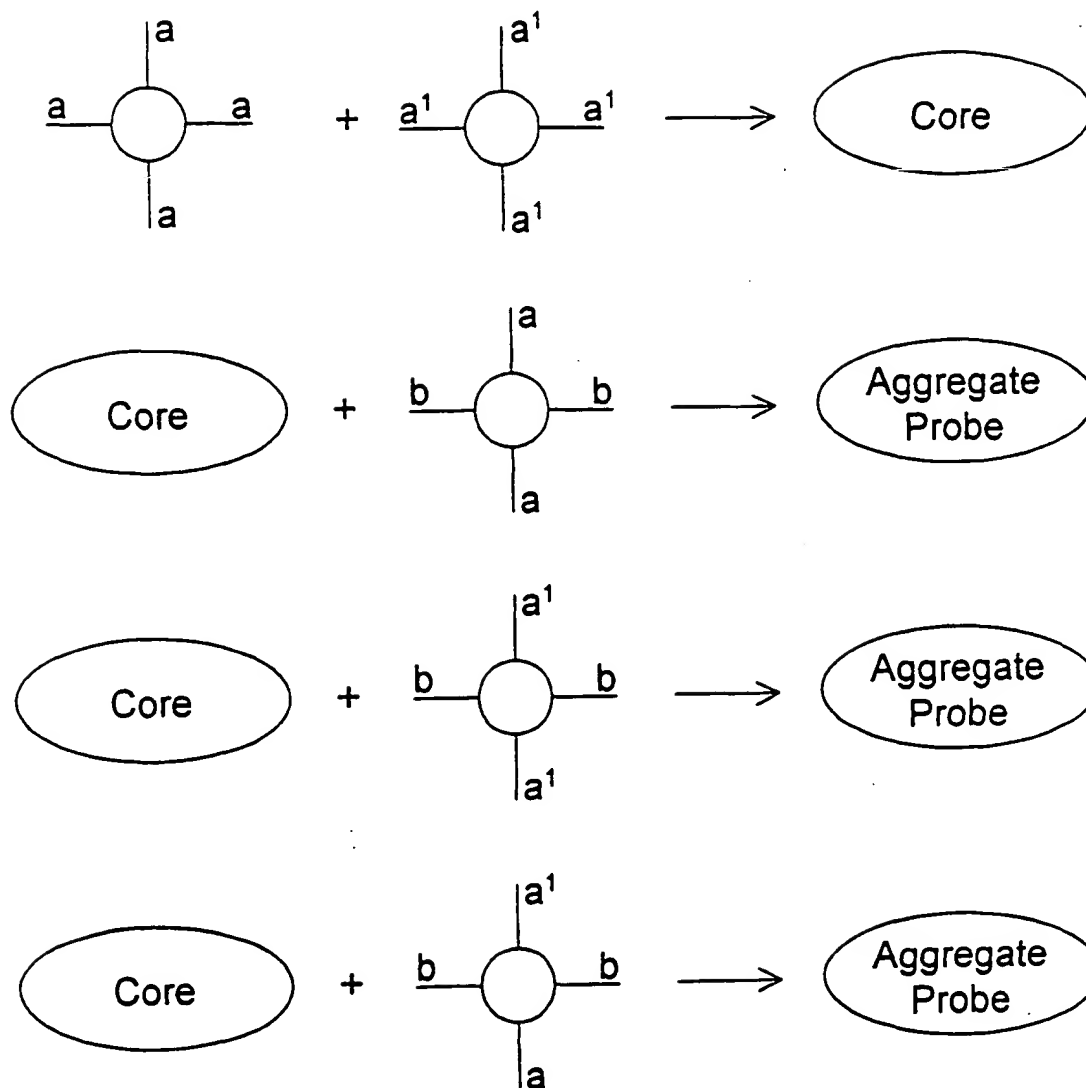 a a¹
a a + a¹ a¹ → Core
a a¹
a
Core + b b → Aggregate
Probe
a
a¹
Core + b b → Aggregate
Probe
a¹
a¹
Core + b b → Aggregate
Probe
a